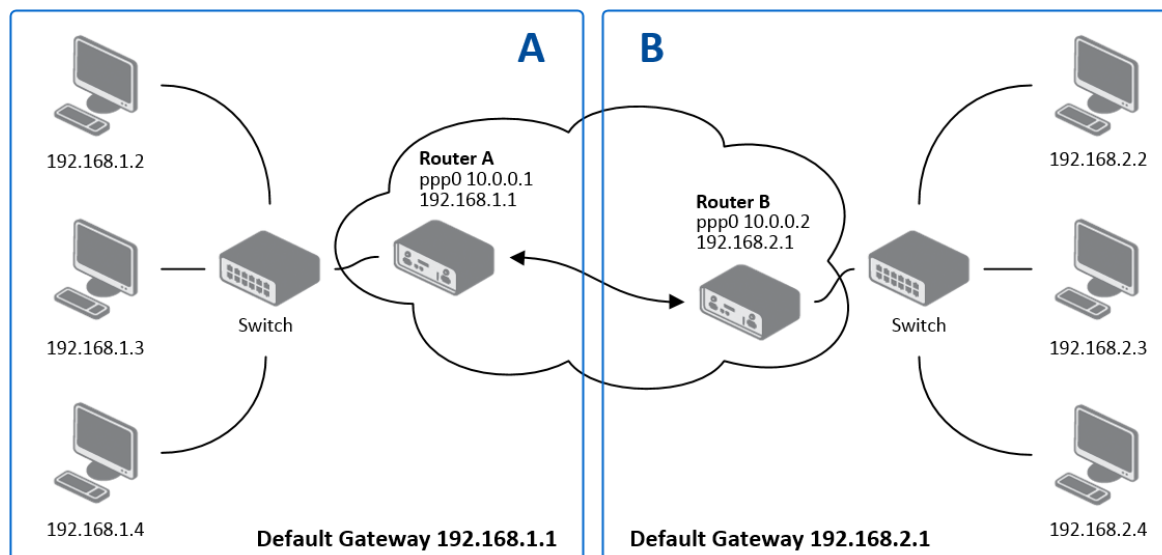 A
B
192.168.1.2
Router A
ppp0 10.0.0.1
192.168.1.1
192.168.2.2
Router B
ppp0 10.0.0.2
192.168.2.1
Switch
192.168.1.3
Switch
192.168.2.3
192.168.1.4
Default Gateway 192.168.1.1
Default Gateway 192.168.2.1
192.168.2.4